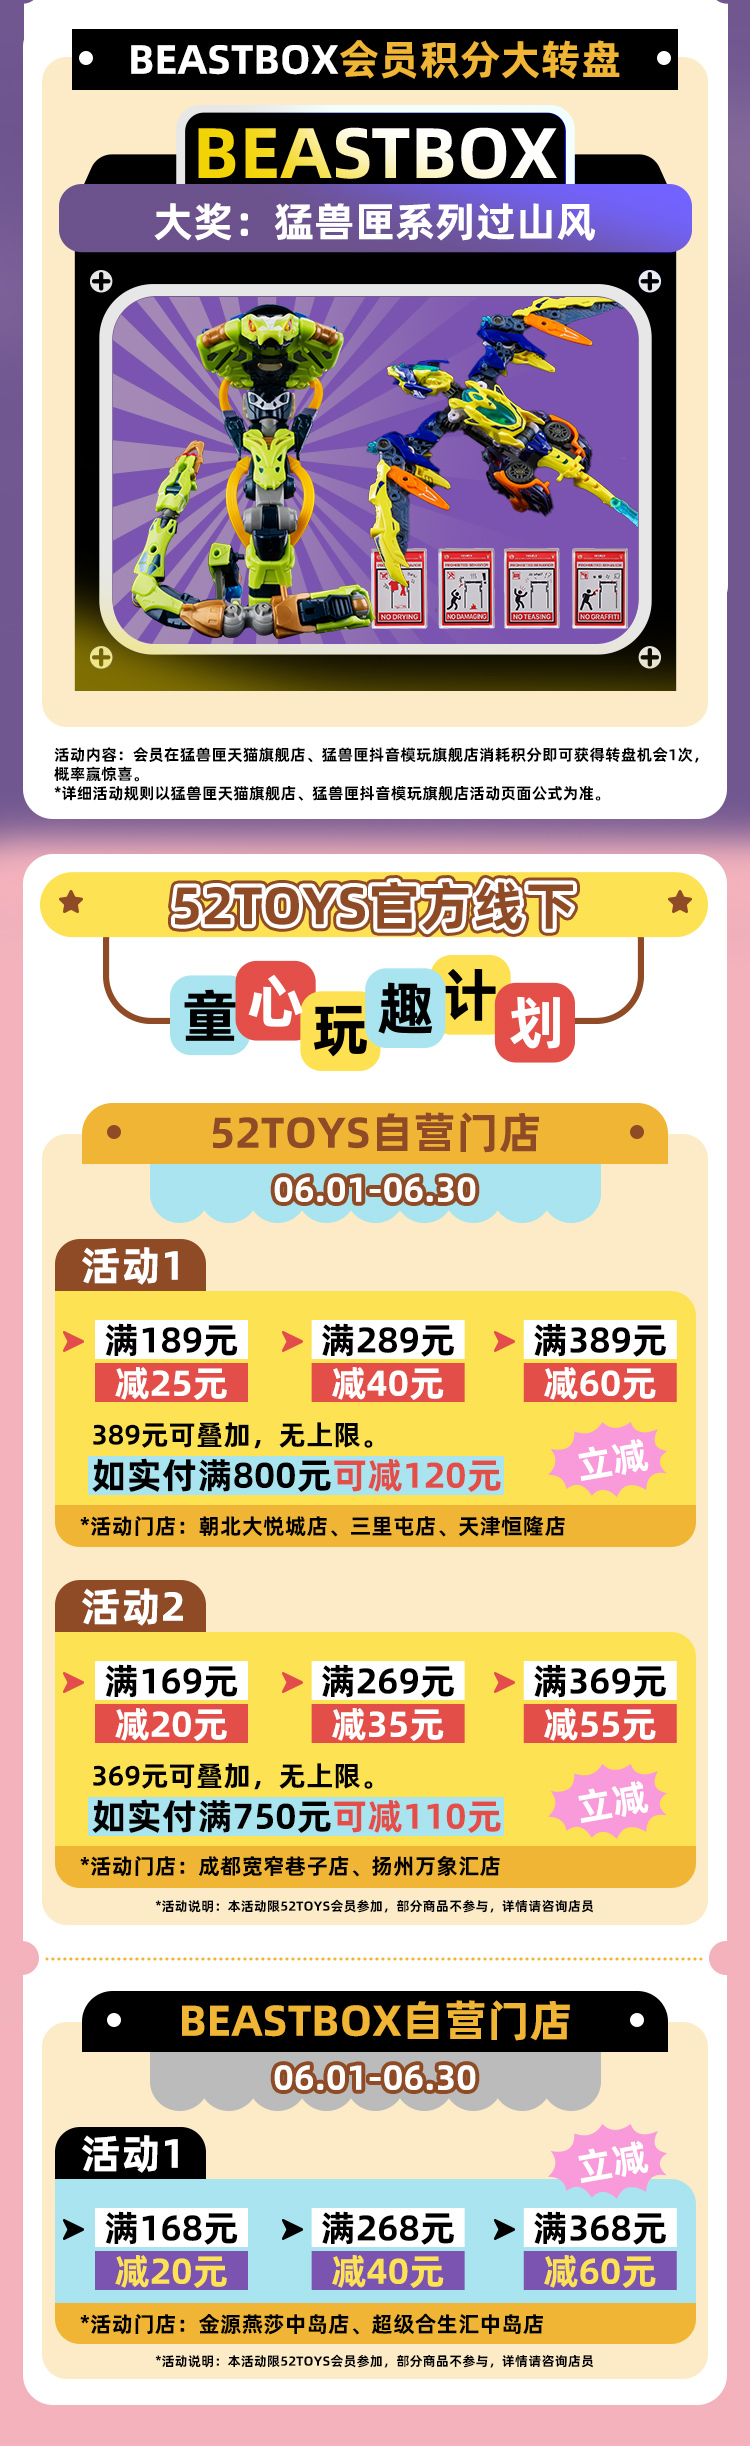 BEASTBOX会员积分大转盘
BEASTBOX
大奖：猛兽匣系列过山风
NO DRYING
PROHIBITED BEHAVIOR
NO DAMAGING
PROHIBITED BEHAVIOR
NO TEASING
PROHIBITED BEHAVIOR
NO GRAFFITI
活动内容：会员在猛兽匣天猫旗舰店、猛兽匣抖音模玩旗舰店消耗积分即可获得转盘机会1次，
概率赢惊喜。
*详细活动规则以猛兽匣天猫旗舰店、猛兽匣抖音模玩旗舰店活动页面公式为准。
52TOYS官方线下
童心玩趣计划
52TOYS自营门店
06.01-06.30
活动1
满189元 满289元 满389元
减25元 减40元 减60元
389元可叠加，无上限。
如实付满800元可减120元
立减
*活动门店：朝北大悦城店、三里屯店、天津恒隆店
活动2
满169元 满269元 满369元
减20元 减35元 减55元
369元可叠加，无上限。
如实付满750元可减110元
立减
*活动门店：成都宽窄巷子店、扬州万象汇店
*活动说明：本活动限52TOYS会员参加，部分商品不参与，详情请咨询店员
BEASTBOX自营门店
06.01-06.30
活动1
立减
满168元 满268元 满368元
减20元 减40元 减60元
*活动门店：金源燕莎中岛店、超级合生汇中岛店
*活动说明：本活动限52TOYS会员参加，部分商品不参与，详情请咨询店员